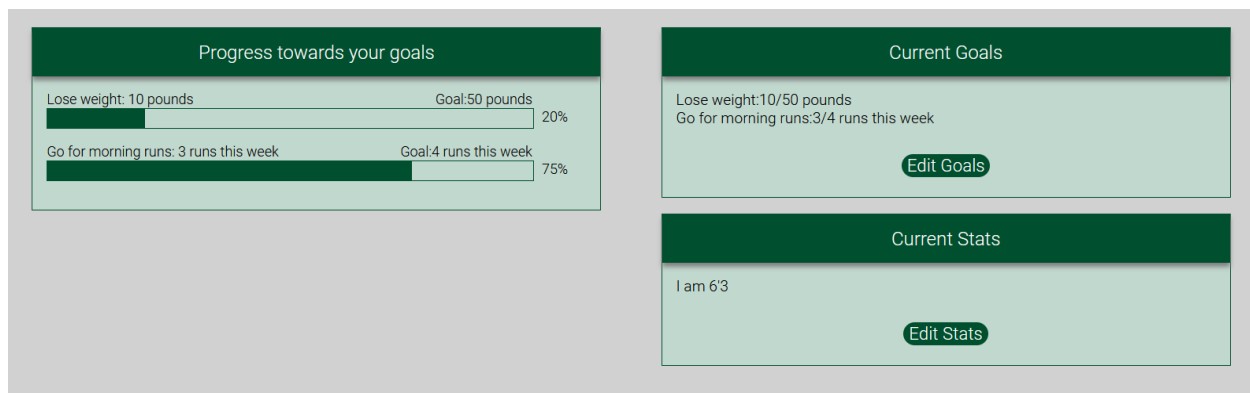 Progress towards your goals
Lose weight: 10 pounds Goal:50 pounds
20%
Go for morning runs: 3 runs this week Goal:4 runs this week
75%
Current Goals
Lose weight:10/50 pounds
Go for morning runs:3/4 runs this week
Edit Goals
Current Stats
I am 6'3
Edit Stats